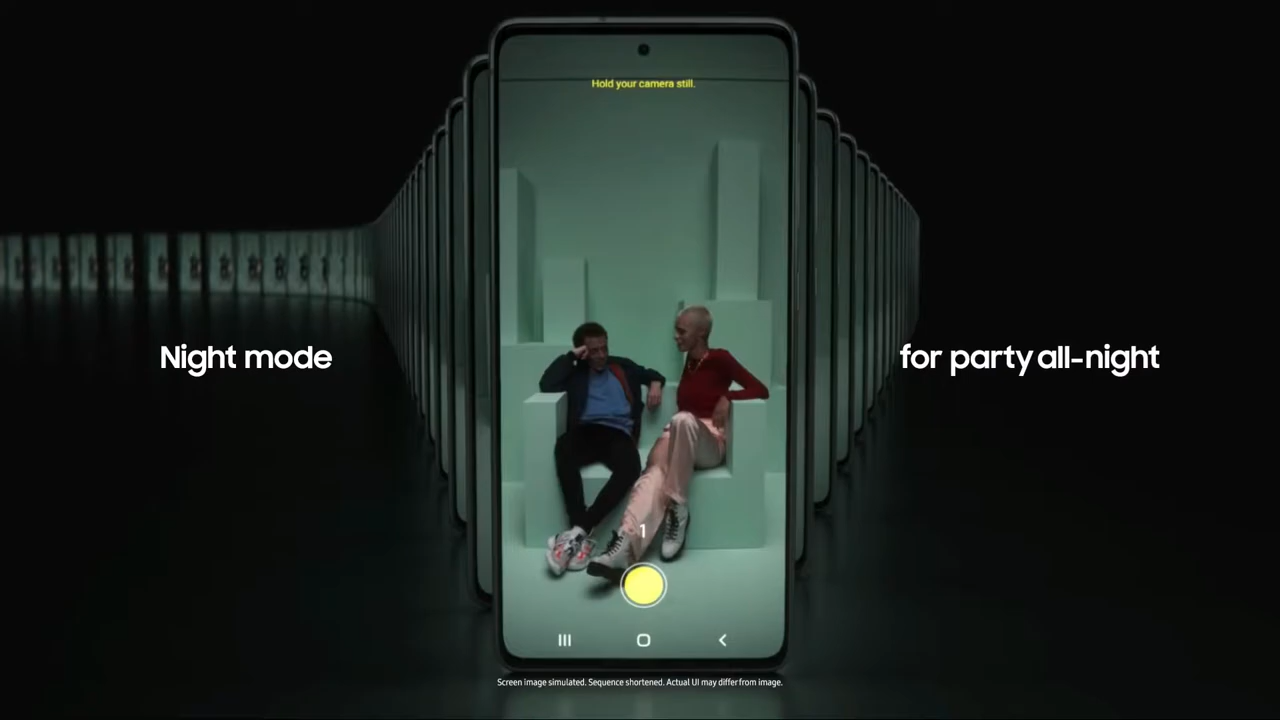 Hold your camera still.
Night mode
for party all-night
1
Screen image simulated. Sequence shortened. Actual UI may differ from image.